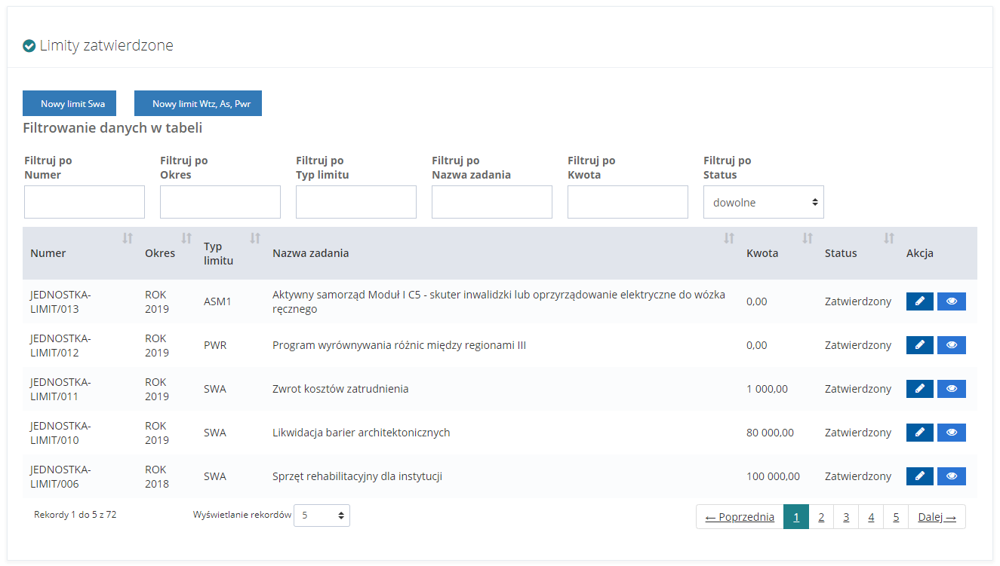 Limity zatwierdzone
Nowy limit Swa
Nowy limit Wtz, As, Pwr
Filtrowanie danych w tabeli
Filtruj po
Numer
Filtruj po
Okres
Filtruj po
Typ limitu
Filtruj po
Nazwa zadania
Filtruj po
Kwota
Filtruj po
Status
dowolne
Numer
Okres
Typ
limitu
Nazwa zadania
Kwota
Status
Akcja
JEDNOSTKA-
LIMIT/013
ROK
2019
ASM1
Aktywny samorząd Moduł I C5 - skuter inwalidzki lub oprzyrządowanie elektryczne do wózka
ręcznego
0,00
Zatwierdzony
JEDNOSTKA-
LIMIT/012
ROK
2019
PWR
Program wyrównywania różnic między regionami III
0,00
Zatwierdzony
JEDNOSTKA-
LIMIT/011
ROK
2019
SWA
Zwrot kosztów zatrudnienia
1 000,00
Zatwierdzony
JEDNOSTKA-
LIMIT/010
ROK
2019
SWA
Likwidacja barier architektonicznych
80 000,00
Zatwierdzony
JEDNOSTKA-
LIMIT/006
ROK
2018
SWA
Sprzęt rehabilitacyjny dla instytucji
100 000,00
Zatwierdzony
Rekordy 1 do 5 z 72
Wyświetlanie rekordów 5
← Poprzednia 1 2 3 4 5 Dalej →